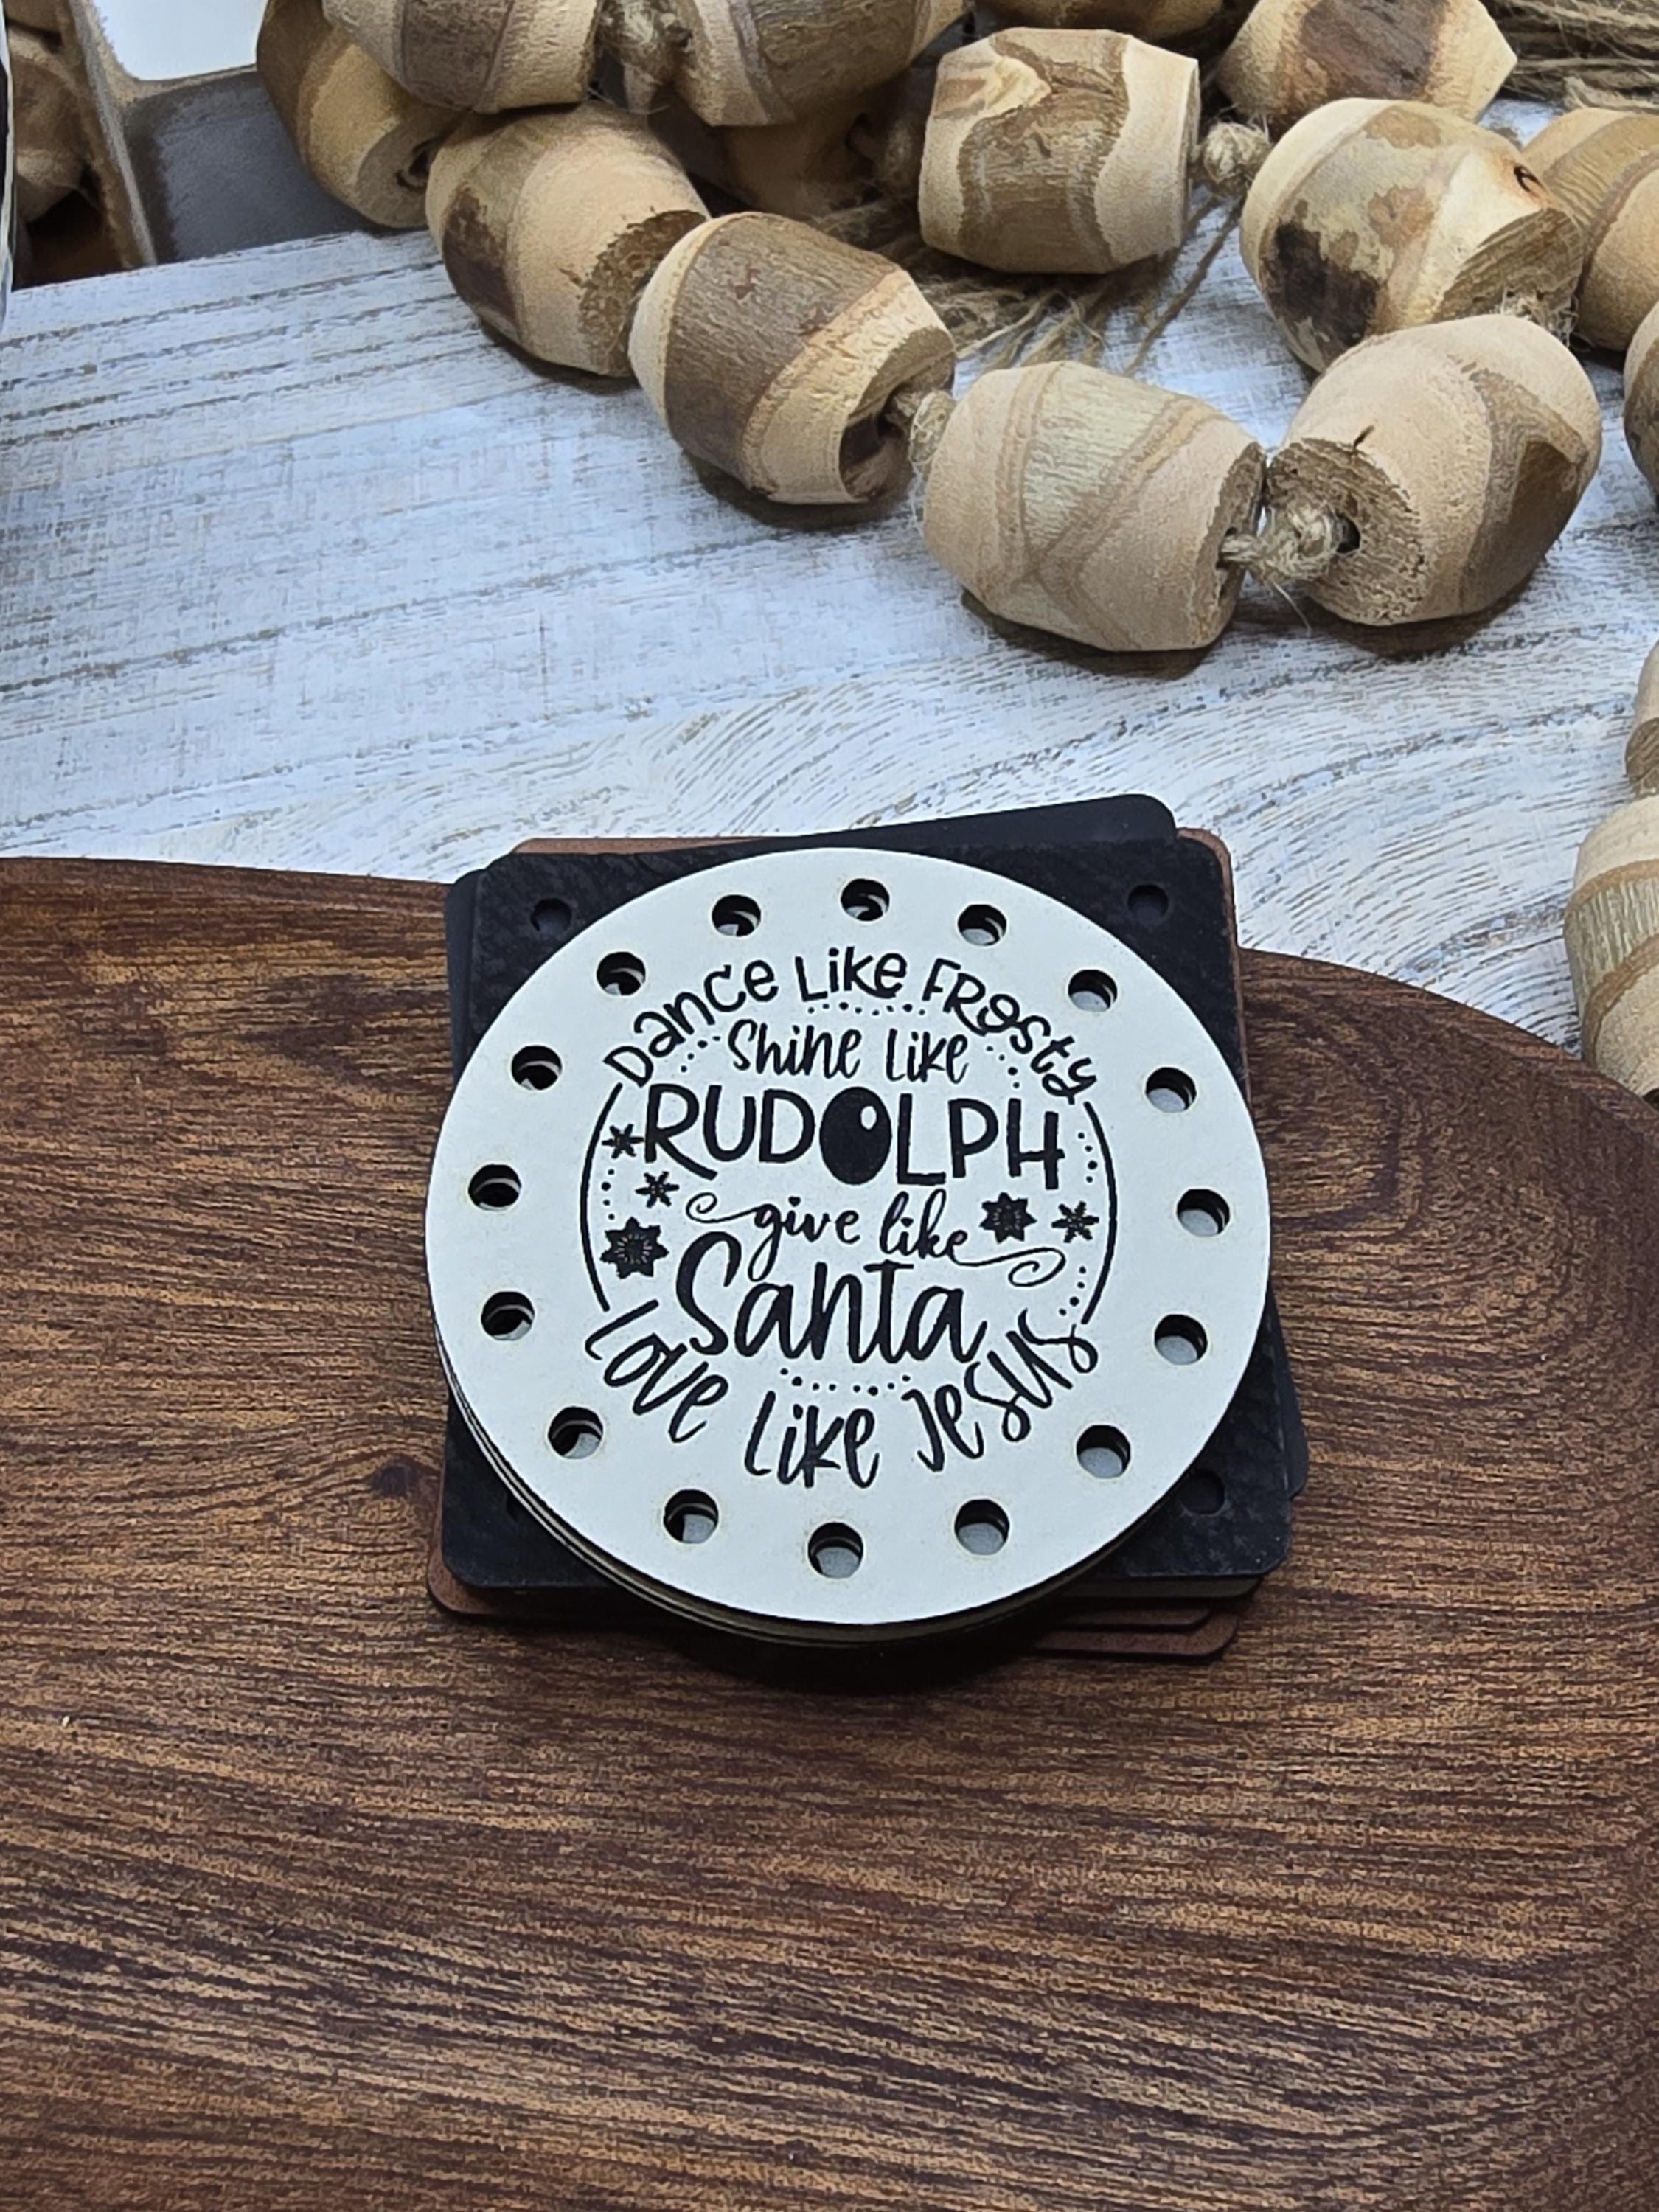 Dance Like Frosty
Shine Like
RUDOLPH
give like
Santa
Love Like Jesus